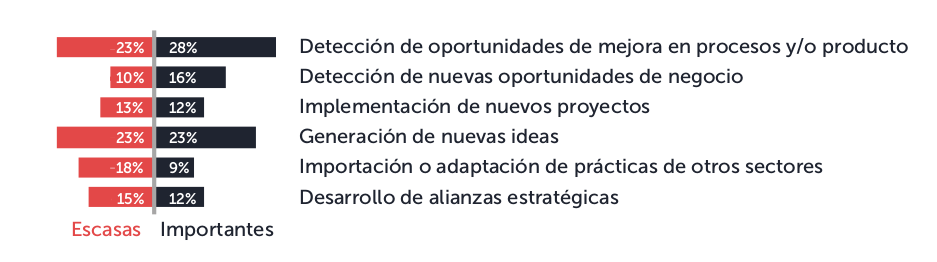 23% 28% Detección de oportunidades de mejora en procesos y/o producto
10% 16% Detección de nuevas oportunidades de negocio
13% 12% Implementación de nuevos proyectos
23% 23% Generación de nuevas ideas
-18% 9% Importación o adaptación de prácticas de otros sectores
15% 12% Desarrollo de alianzas estratégicas
Escasas Importantes